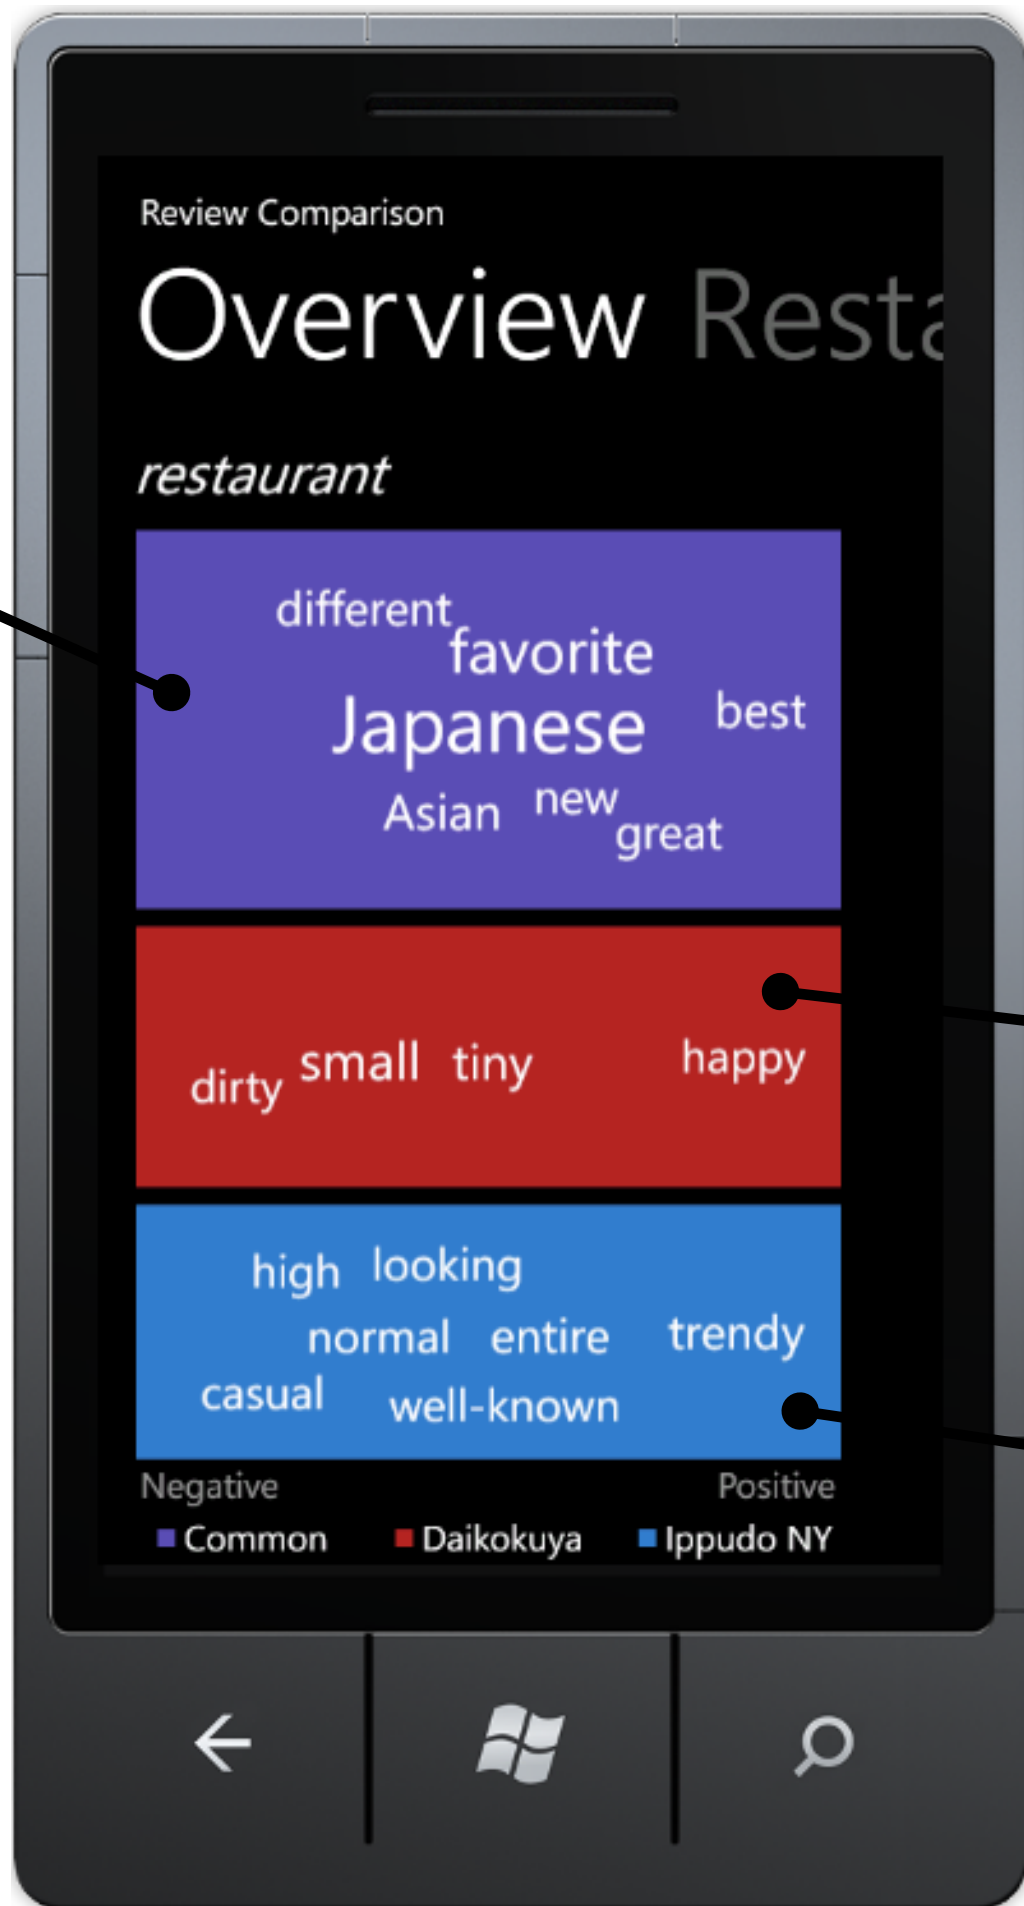 Review Comparison
Overview Resta
restaurant
different
favorite
Japanese best
Asian new
great
dirty small tiny happy
high looking
normal entire trendy
casual well-known
Negative Positive
Common Daikokuya Ippudo NY